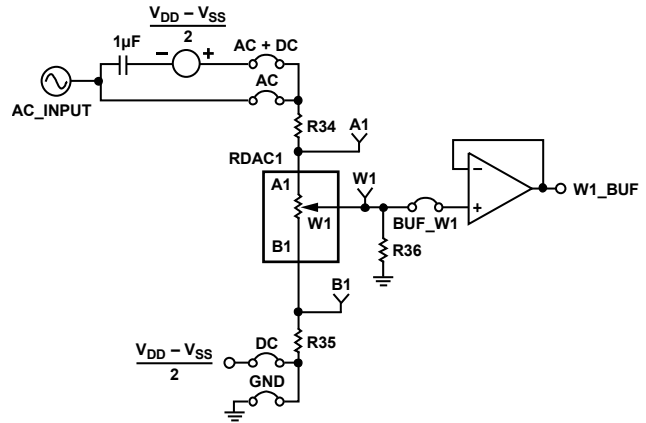 V_DD – V_SS
2
1µF
– +
AC + DC
AC
AC_INPUT
R34
A1
RDAC1
A1
W1
W1
B1
BUF_W1
–
+
W1_BUF
R36
B1
R35
V_DD – V_SS
2
DC
GND